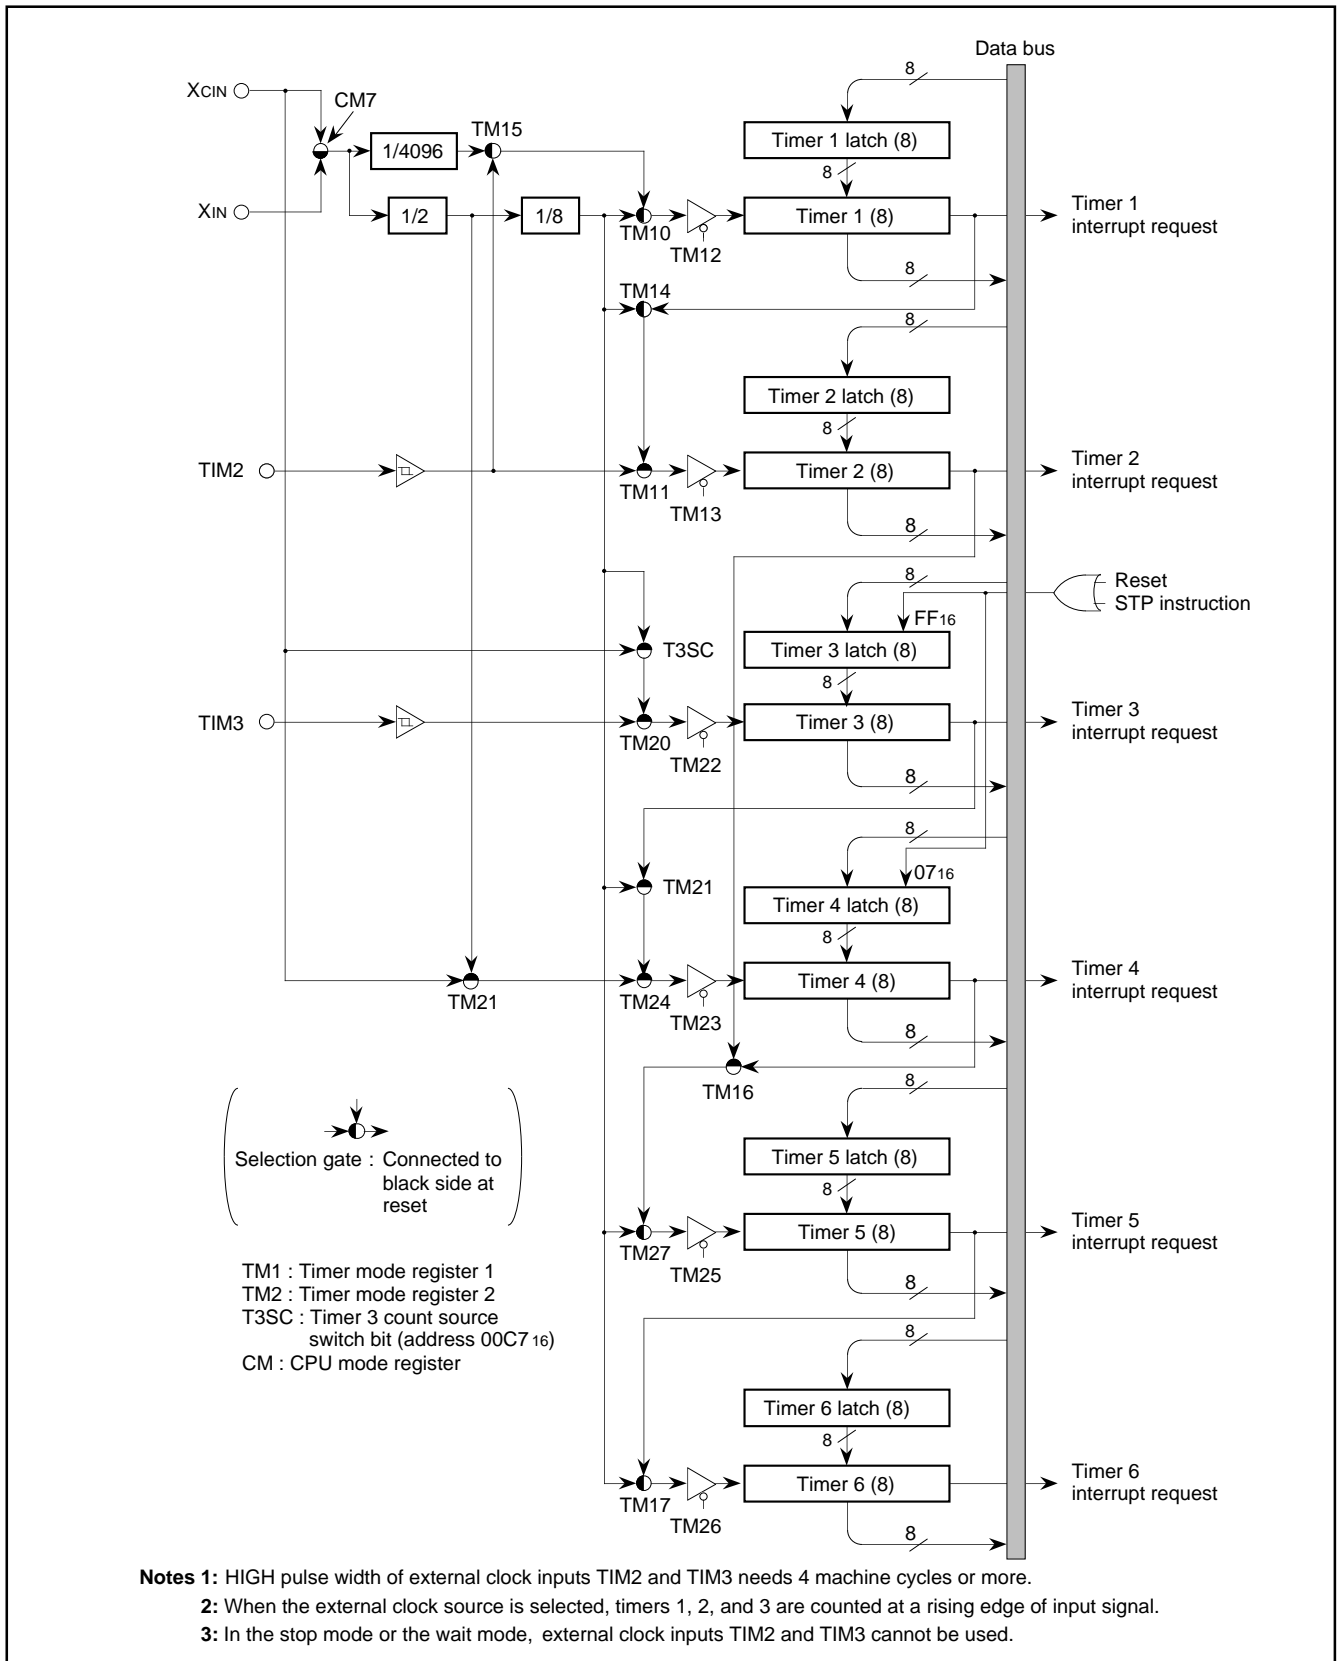 Data bus
8
XCIN
CM7
TM15
1/4096
Timer 1 latch (8)
8
XIN
1/2
1/8
TM10
TM12
Timer 1 (8)
Timer 1
interrupt request
8
TM14
8
Timer 2 latch (8)
8
TIM2
TM11
TM13
Timer 2 (8)
Timer 2
interrupt request
8
8
Reset
STP instruction
FF16
T3SC
Timer 3 latch (8)
8
TIM3
TM20
TM22
Timer 3 (8)
Timer 3
interrupt request
8
8
0716
TM21
Timer 4 latch (8)
8
TM21
TM24
TM23
Timer 4 (8)
Timer 4
interrupt request
8
TM16
8
Selection gate : Connected to
black side at
reset
Timer 5 latch (8)
8
TM27
TM25
Timer 5 (8)
Timer 5
interrupt request
8
TM1 : Timer mode register 1
TM2 : Timer mode register 2
T3SC : Timer 3 count source
switch bit (address 00C716)
CM : CPU mode register
8
Timer 6 latch (8)
8
TM17
TM26
Timer 6 (8)
Timer 6
interrupt request
8
Notes 1: HIGH pulse width of external clock inputs TIM2 and TIM3 needs 4 machine cycles or more.
2: When the external clock source is selected, timers 1, 2, and 3 are counted at a rising edge of input signal.
3: In the stop mode or the wait mode, external clock inputs TIM2 and TIM3 cannot be used.